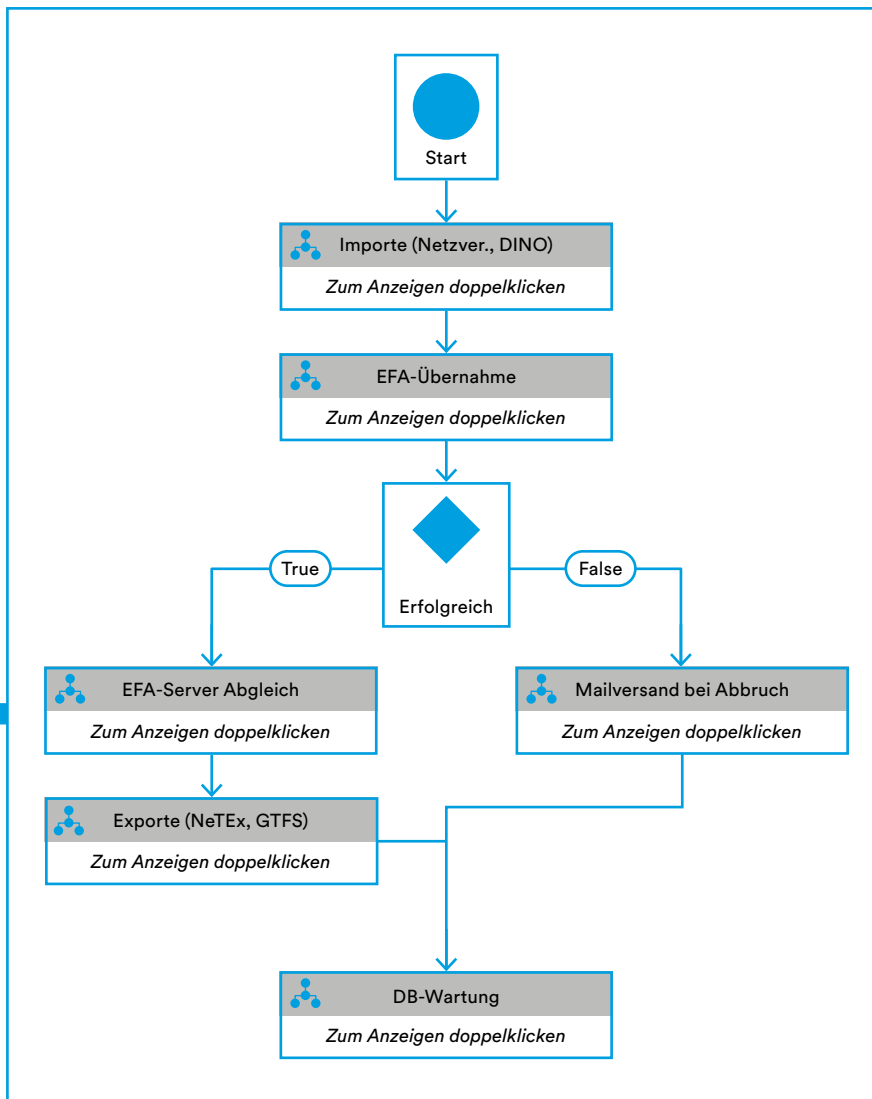 Start
Importe (Netzver., DINO)
Zum Anzeigen doppelklicken
EFA-Übernahme
Zum Anzeigen doppelklicken
True
False
Erfolgreich
EFA-Server Abgleich
Zum Anzeigen doppelklicken
Mailversand bei Abbruch
Zum Anzeigen doppelklicken
Exporte (NeTEx, GTFS)
Zum Anzeigen doppelklicken
DB-Wartung
Zum Anzeigen doppelklicken